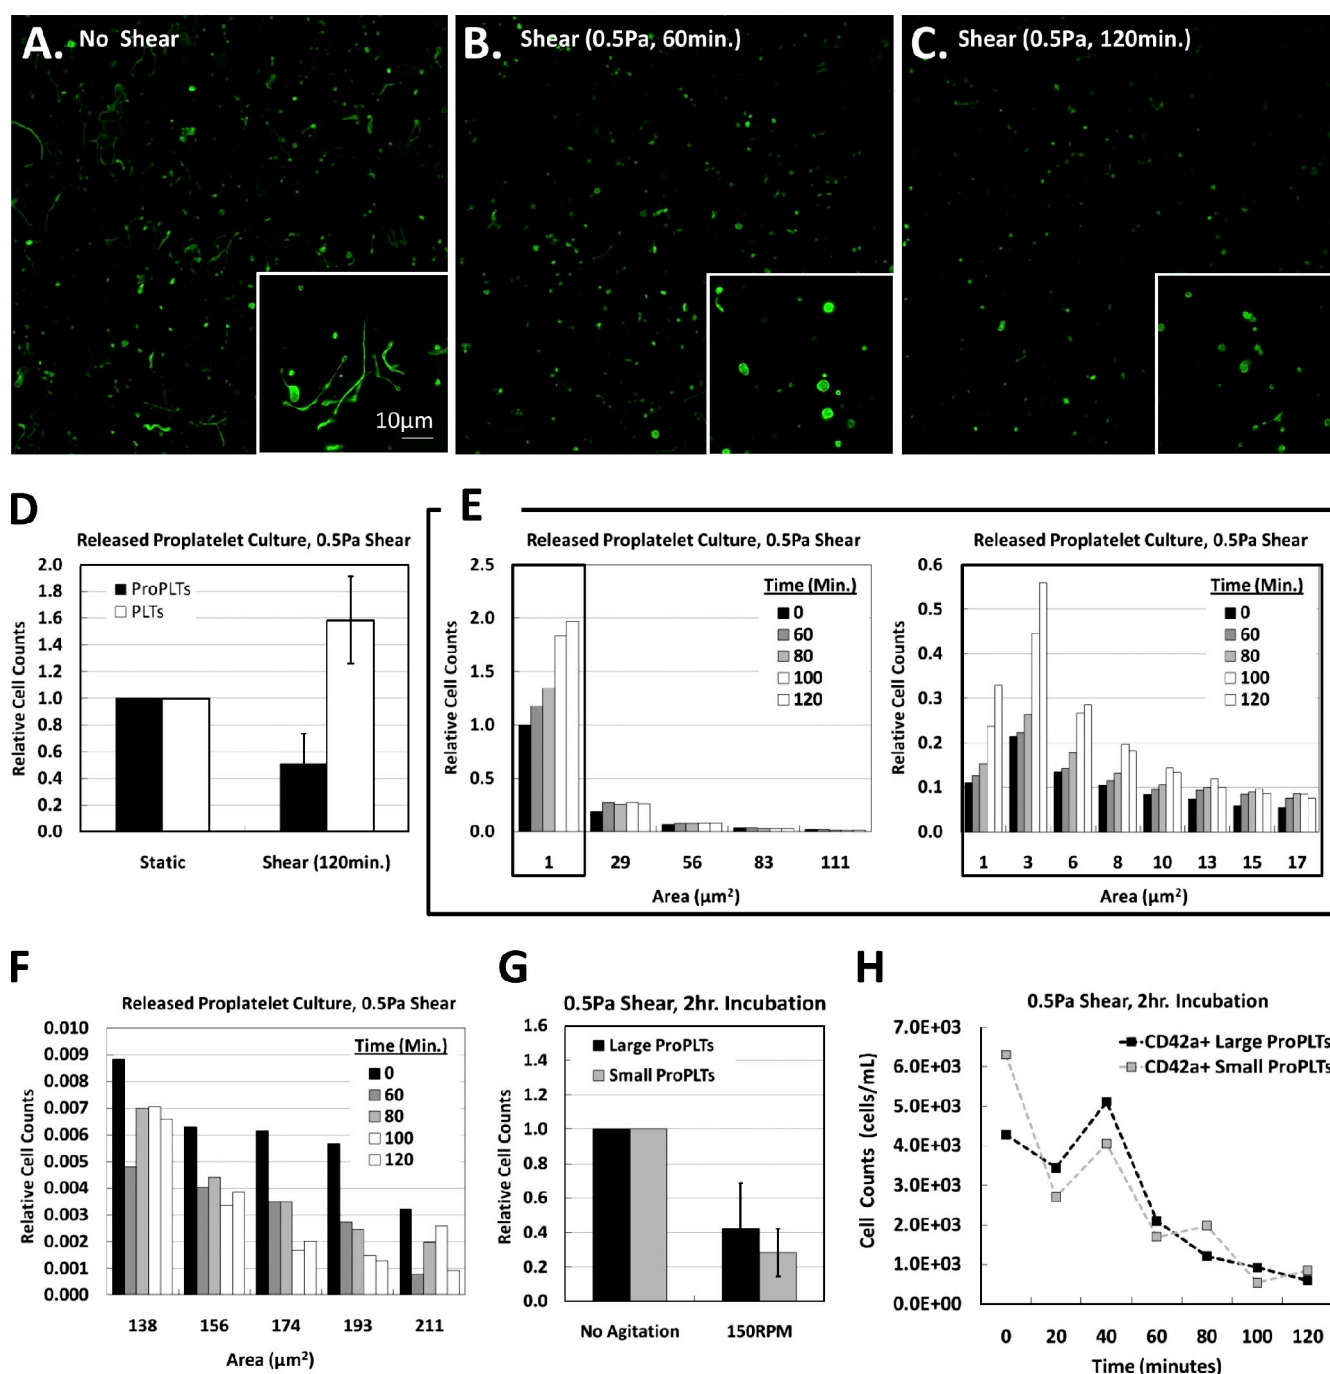 A. No Shear
B. Shear (0.5Pa, 60min.)
C. Shear (0.5Pa, 120min.)
10µm
D
Released Proplatelet Culture, 0.5Pa Shear
Relative Cell Counts
2.0
1.8
1.6
1.4
1.2
1.0
0.8
0.6
0.4
0.2
0.0
ProPLTs
PLTs
Static
Shear (120min.)
E
Released Proplatelet Culture, 0.5Pa Shear
Relative Cell Counts
2.5
2.0
1.5
1.0
0.5
0.0
Time (Min.)
0
60
80
100
120
1 29 56 83 111
Area (µm²)
Released Proplatelet Culture, 0.5Pa Shear
Relative Cell Counts
0.6
0.5
0.4
0.3
0.2
0.1
0.0
Time (Min.)
0
60
80
100
120
1 3 6 8 10 13 15 17
Area (µm²)
F
Released Proplatelet Culture, 0.5Pa Shear
Relative Cell Counts
0.010
0.009
0.008
0.007
0.006
0.005
0.004
0.003
0.002
0.001
0.000
Time (Min.)
0
60
80
100
120
138 156 174 193 211
Area (µm²)
G
0.5Pa Shear, 2hr. Incubation
Relative Cell Counts
1.6
1.4
1.2
1.0
0.8
0.6
0.4
0.2
0.0
Large ProPLTs
Small ProPLTs
No Agitation
150RPM
H
0.5Pa Shear, 2hr. Incubation
Cell Counts (cells/mL)
7.0E+03
6.0E+03
5.0E+03
4.0E+03
3.0E+03
2.0E+03
1.0E+03
0.0E+00
CD42a+ Large ProPLTs
CD42a+ Small ProPLTs
0 20 40 60 80 100 120
Time (minutes)